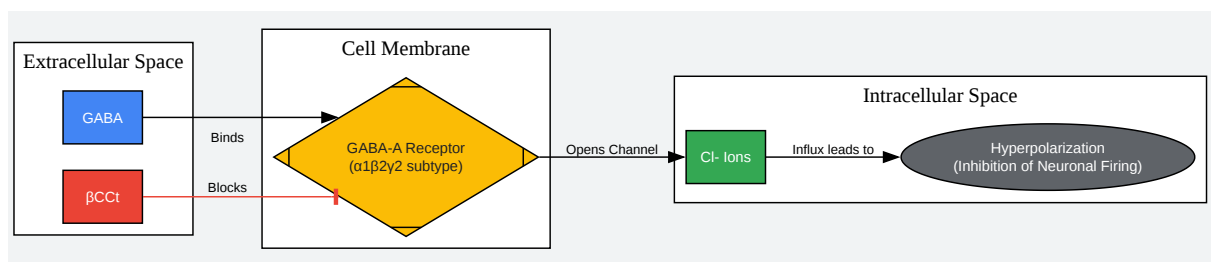 Extracellular Space
GABA
βCCt
Binds
Blocks
Cell Membrane
GABA-A Receptor
(α1β2γ2 subtype)
Opens Channel
Intracellular Space
Cl- Ions
Influx leads to
Hyperpolarization
(Inhibition of Neuronal Firing)